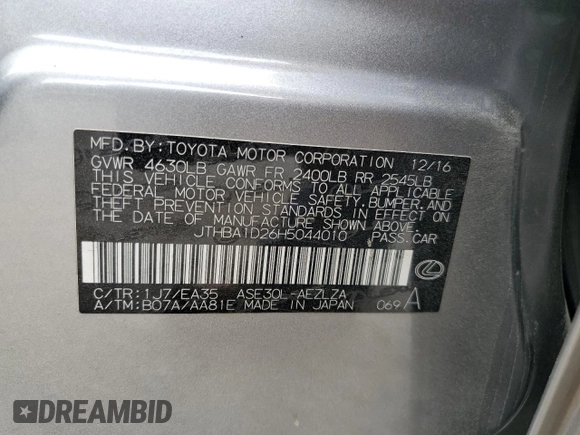 MFD.BY:TOYOTA MOTOR CORPORATION 12/16
GVWR 4630LB GAWR FR 2400LB RR 2545LB
THIS VEHICLE CONFORMS TO ALL APPLICABLE
FEDERAL MOTOR VEHICLE SAFETY,BUMPER,AND
THEFT PREVENTION STANDARDS IN EFFECT ON
THE DATE OF MANUFACTURE SHOWN ABOVE.
JTHBA1D26H5044010 PASS.CAR
C/TR:1J7/EA35 ASE30L-AEZLZA
A/TM:B07A/AA81E MADE IN JAPAN 069 A
DREAMBID